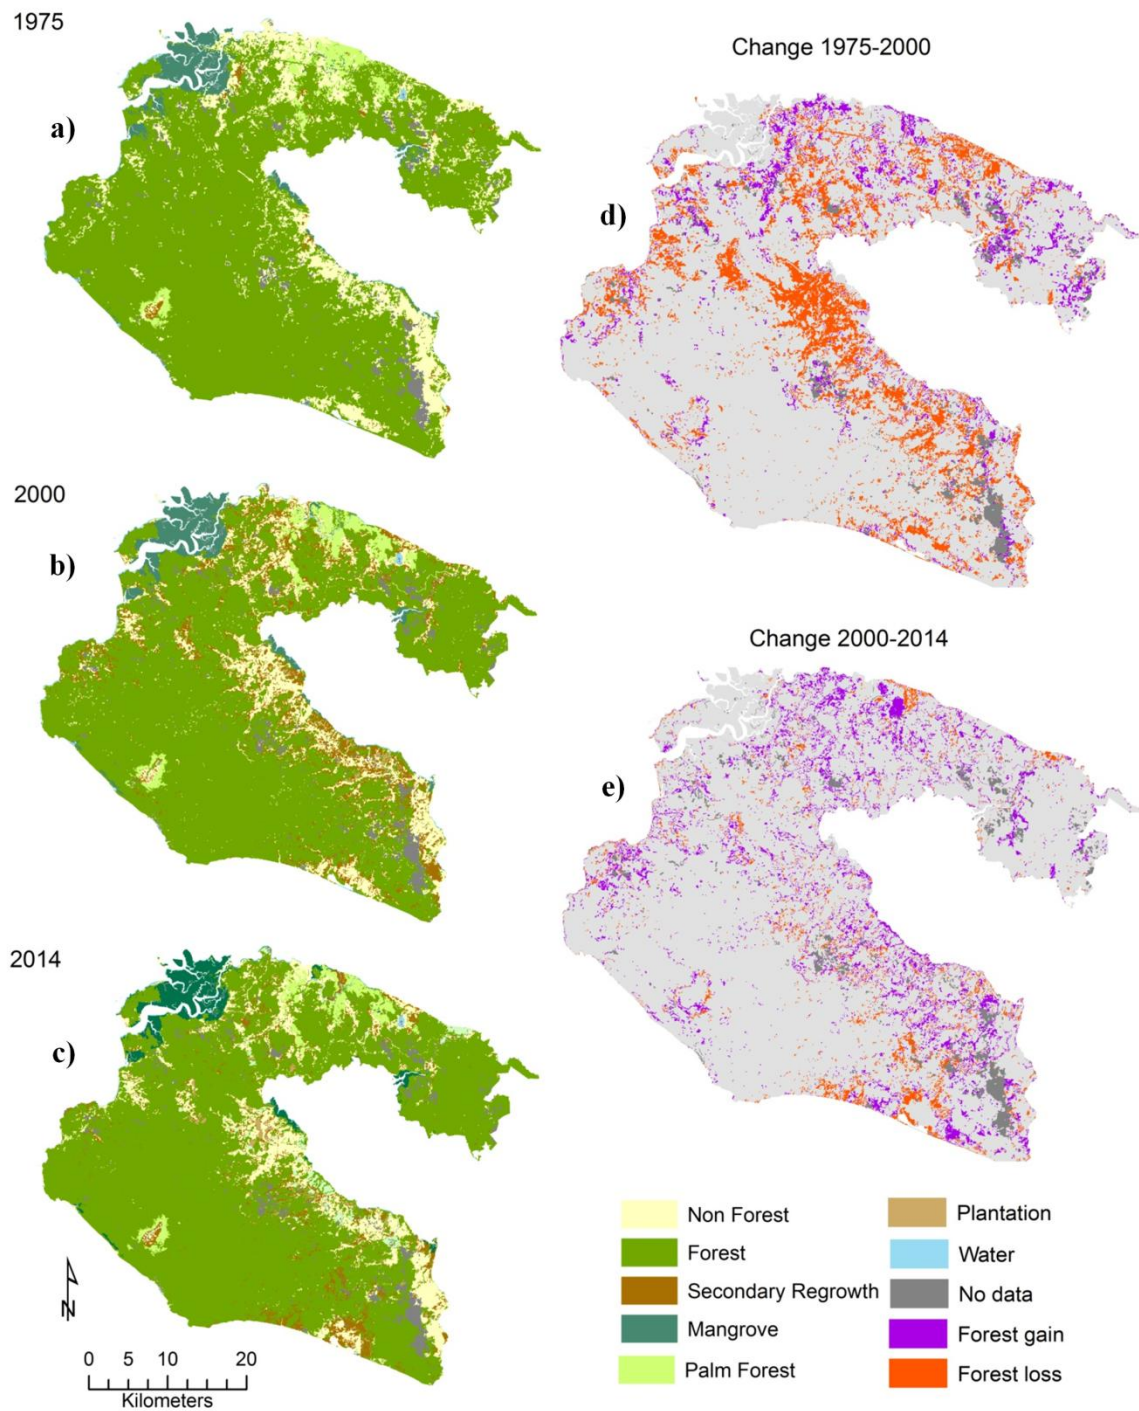 1975
a)
2000
b)
2014
c)
N
0 5 10 20
Kilometers
Change 1975-2000
d)
Change 2000-2014
e)
Non Forest
Forest
Secondary Regrowth
Mangrove
Palm Forest
Plantation
Water
No data
Forest gain
Forest loss